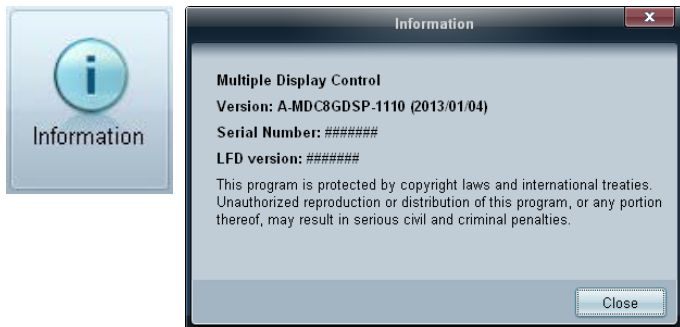 Information
Information
Multiple Display Control
Version: A-MDC8GDSP-1110 (2013/01/04)
Serial Number: #######
LFD version: #######
This program is protected by copyright laws and international treaties.
Unauthorized reproduction or distribution of this program, or any portion
thereof, may result in serious civil and criminal penalties.
Close